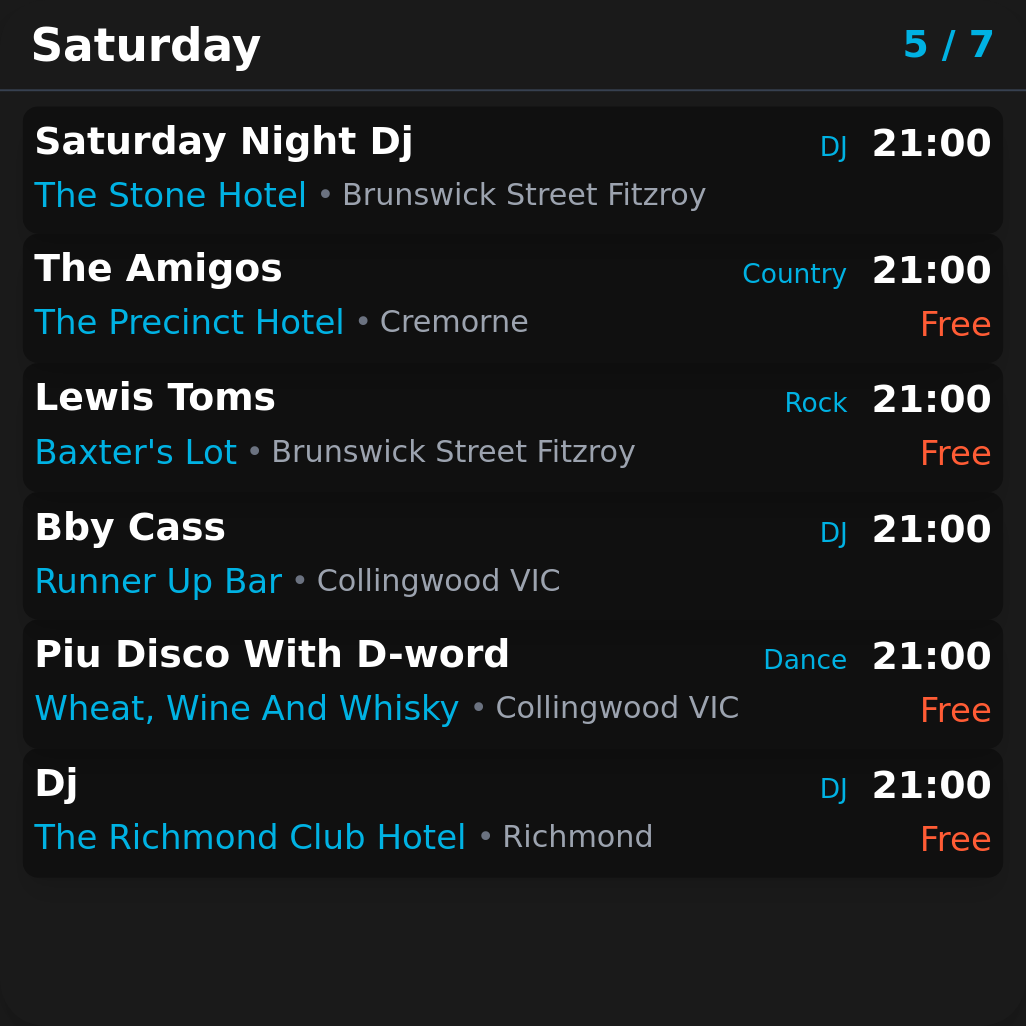 Saturday 5 / 7
Saturday Night Dj DJ 21:00
The Stone Hotel • Brunswick Street Fitzroy
The Amigos Country 21:00
The Precinct Hotel • Cremorne Free
Lewis Toms Rock 21:00
Baxter's Lot • Brunswick Street Fitzroy Free
Bby Cass DJ 21:00
Runner Up Bar • Collingwood VIC
Piu Disco With D-word Dance 21:00
Wheat, Wine And Whisky • Collingwood VIC Free
Dj DJ 21:00
The Richmond Club Hotel • Richmond Free